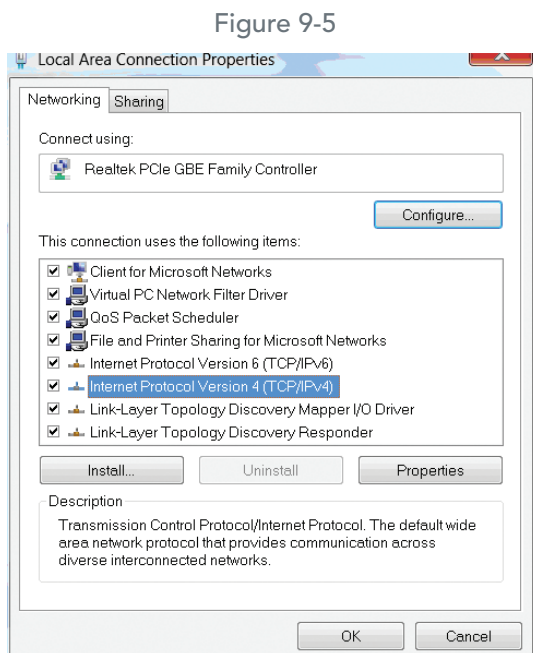 Figure 9-5
Local Area Connection Properties
Networking Sharing
Connect using:
Realtek PCIe GBE Family Controller
Configure...
This connection uses the following items:
Client for Microsoft Networks
Virtual PC Network Filter Driver
QoS Packet Scheduler
File and Printer Sharing for Microsoft Networks
Internet Protocol Version 6 (TCP/IPv6)
Internet Protocol Version 4 (TCP/IPv4)
Link-Layer Topology Discovery Mapper I/O Driver
Link-Layer Topology Discovery Responder
Install... Uninstall Properties
Description
Transmission Control Protocol/Internet Protocol. The default wide
area network protocol that provides communication across
diverse interconnected networks.
OK Cancel